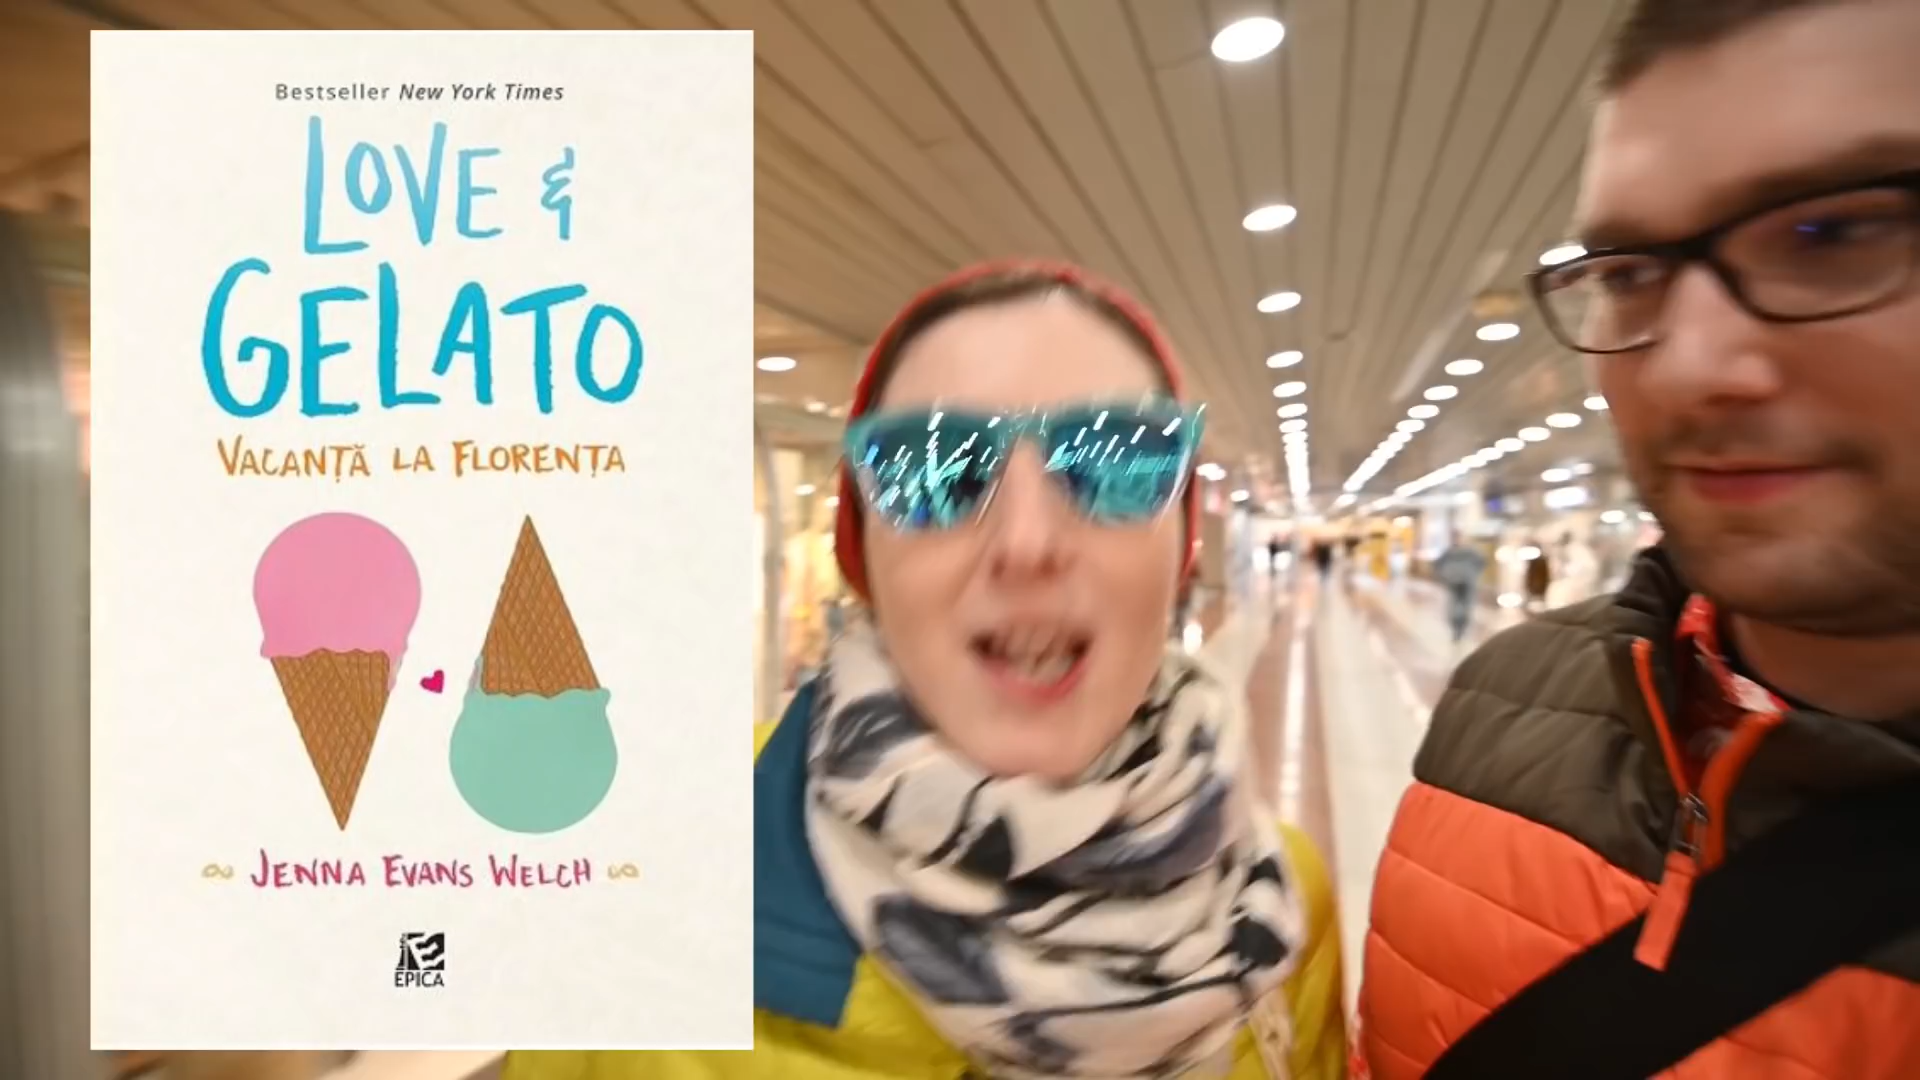 Bestseller New York Times
LOVE &
GELATO
VACANȚĂ LA FLORENȚA
JENNA EVANS WELCH
EPICA